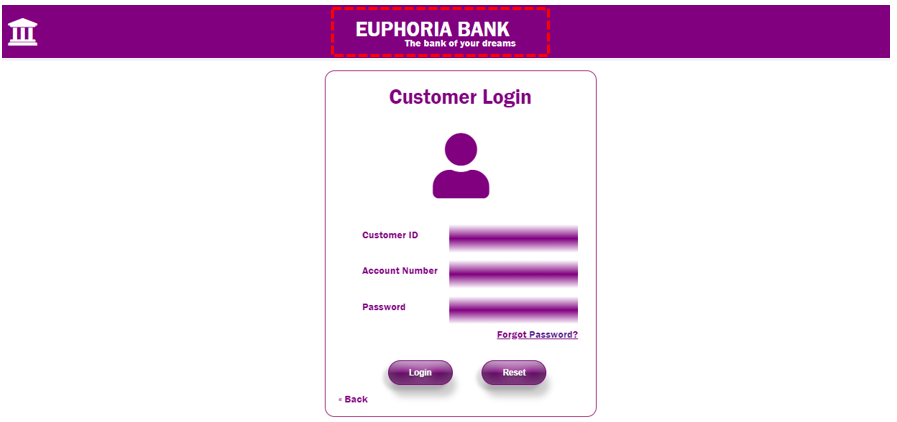 EUPHORIA BANK
The bank of your dreams
Customer Login
Customer ID
Account Number
Password
Forgot Password?
Login Reset
« Back